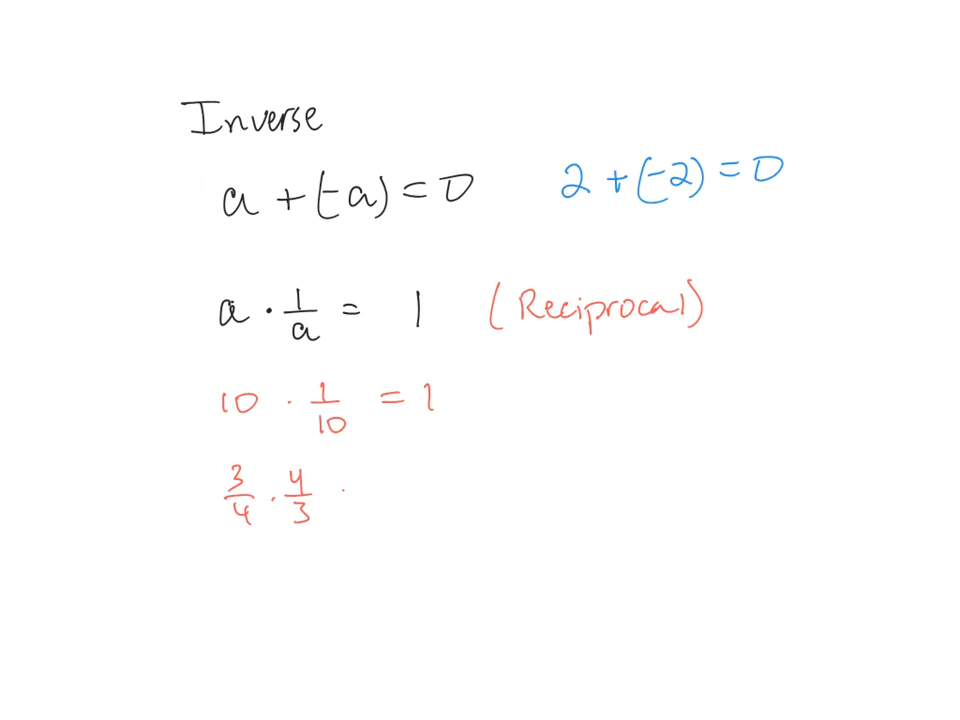 Inverse
a + (-a) = 0 2 + (-2) = 0
a · 1/a = 1 (Reciprocal)
10 · 1/10 = 1
3/4 · 4/3